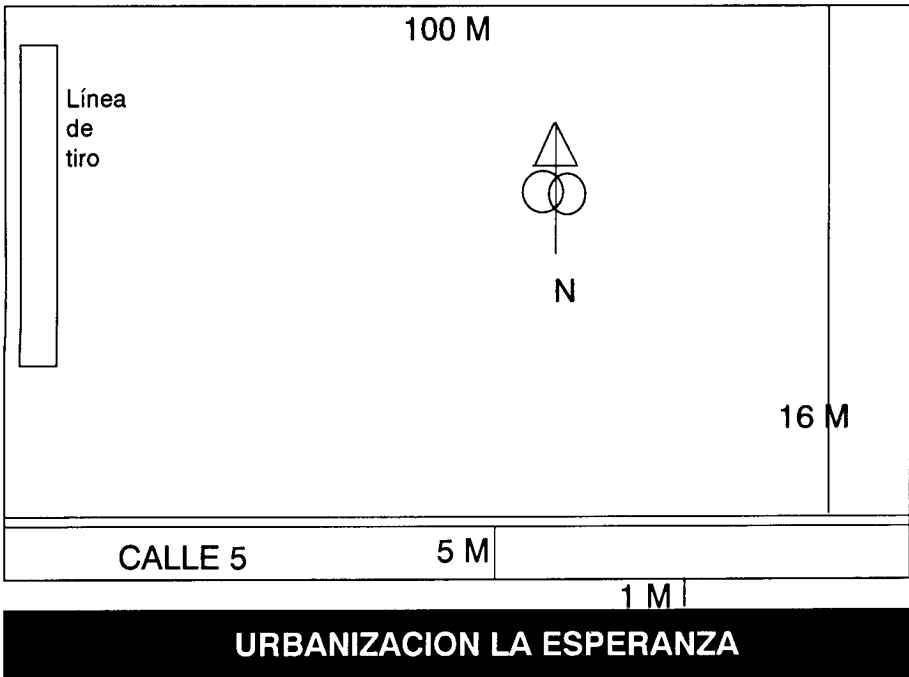 100 M
Línea
de
tiro
N
16 M
CALLE 5
5 M
1 M
URBANIZACION LA ESPERANZA